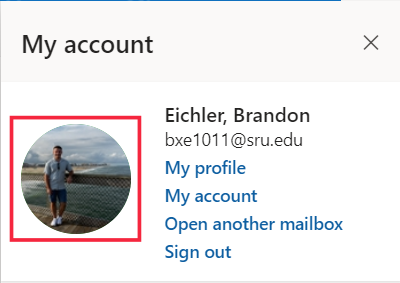 My account
Eichler, Brandon
bxe1011@sru.edu
My profile
My account
Open another mailbox
Sign out